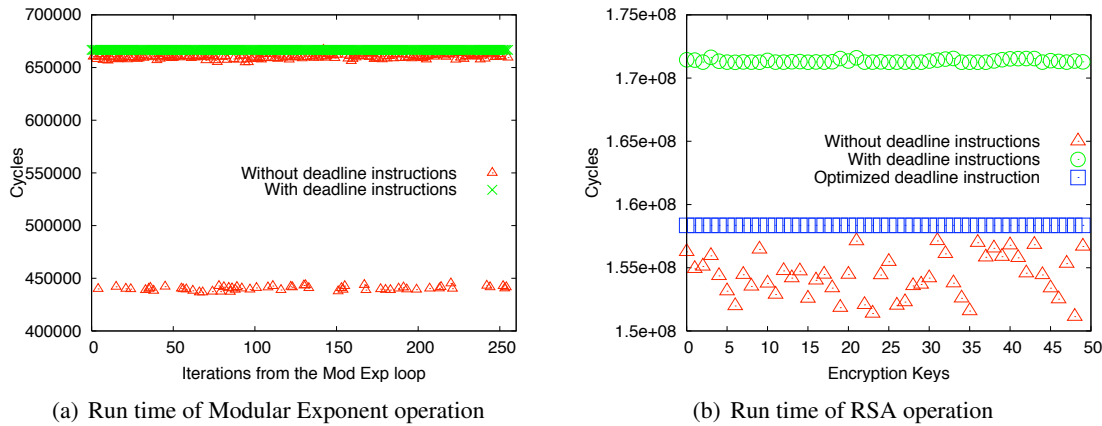 700000
650000
600000
550000
500000
450000
400000
Cycles
0 50 100 150 200 250
Iterations from the Mod Exp loop
Without deadline instructions
With deadline instructions
(a) Run time of Modular Exponent operation
1.75e+08
1.7e+08
1.65e+08
1.6e+08
1.55e+08
1.5e+08
Cycles
0 5 10 15 20 25 30 35 40 45 50
Encryption Keys
Without deadline instructions
With deadline instructions
Optimized deadline instruction
(b) Run time of RSA operation